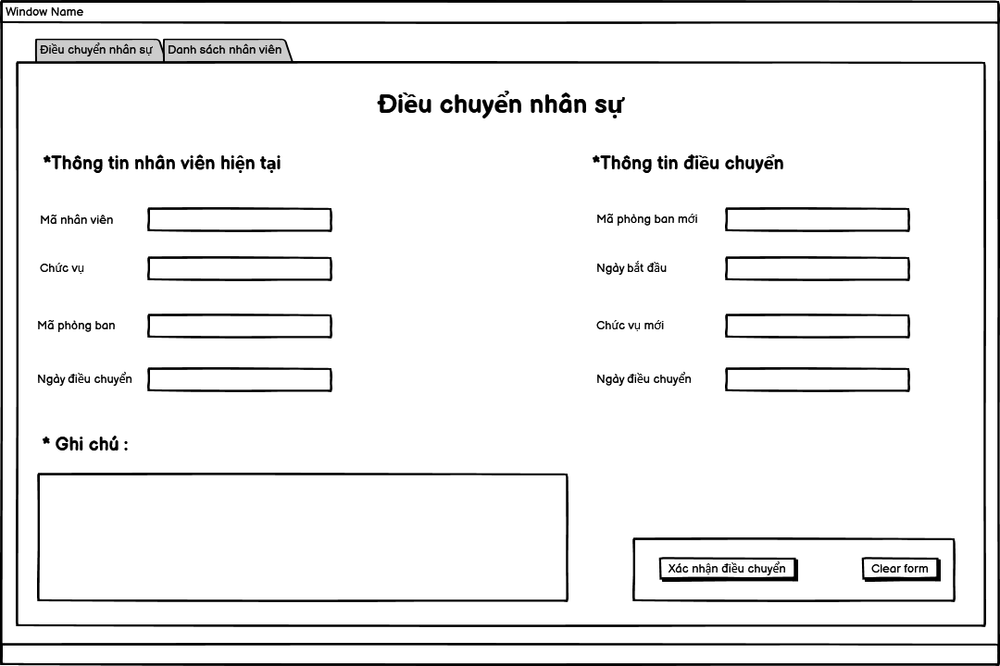 Window Name
Điều chuyển nhân sự
Danh sách nhân viên
Điều chuyển nhân sự
*Thông tin nhân viên hiện tại
*Thông tin điều chuyển
Mã nhân viên
Mã phòng ban mới
Chức vụ
Ngày bắt đầu
Mã phòng ban
Chức vụ mới
Ngày điều chuyển
Ngày điều chuyển
* Ghi chú :
Xác nhận điều chuyển
Clear form